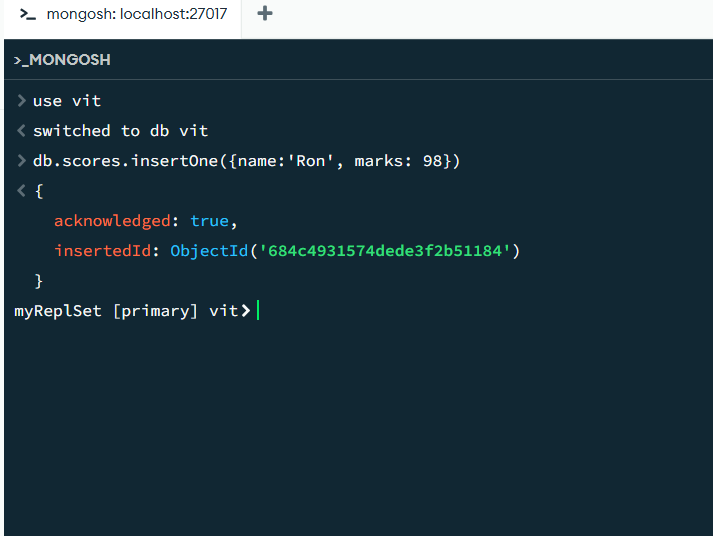 >_ mongosh: localhost:27017 +
>_MONGOSH
> use vit
< switched to db vit
> db.scores.insertOne({name:'Ron', marks: 98})
< {
acknowledged: true,
insertedId: ObjectId('684c4931574dede3f2b51184')
}
myReplSet [primary] vit>